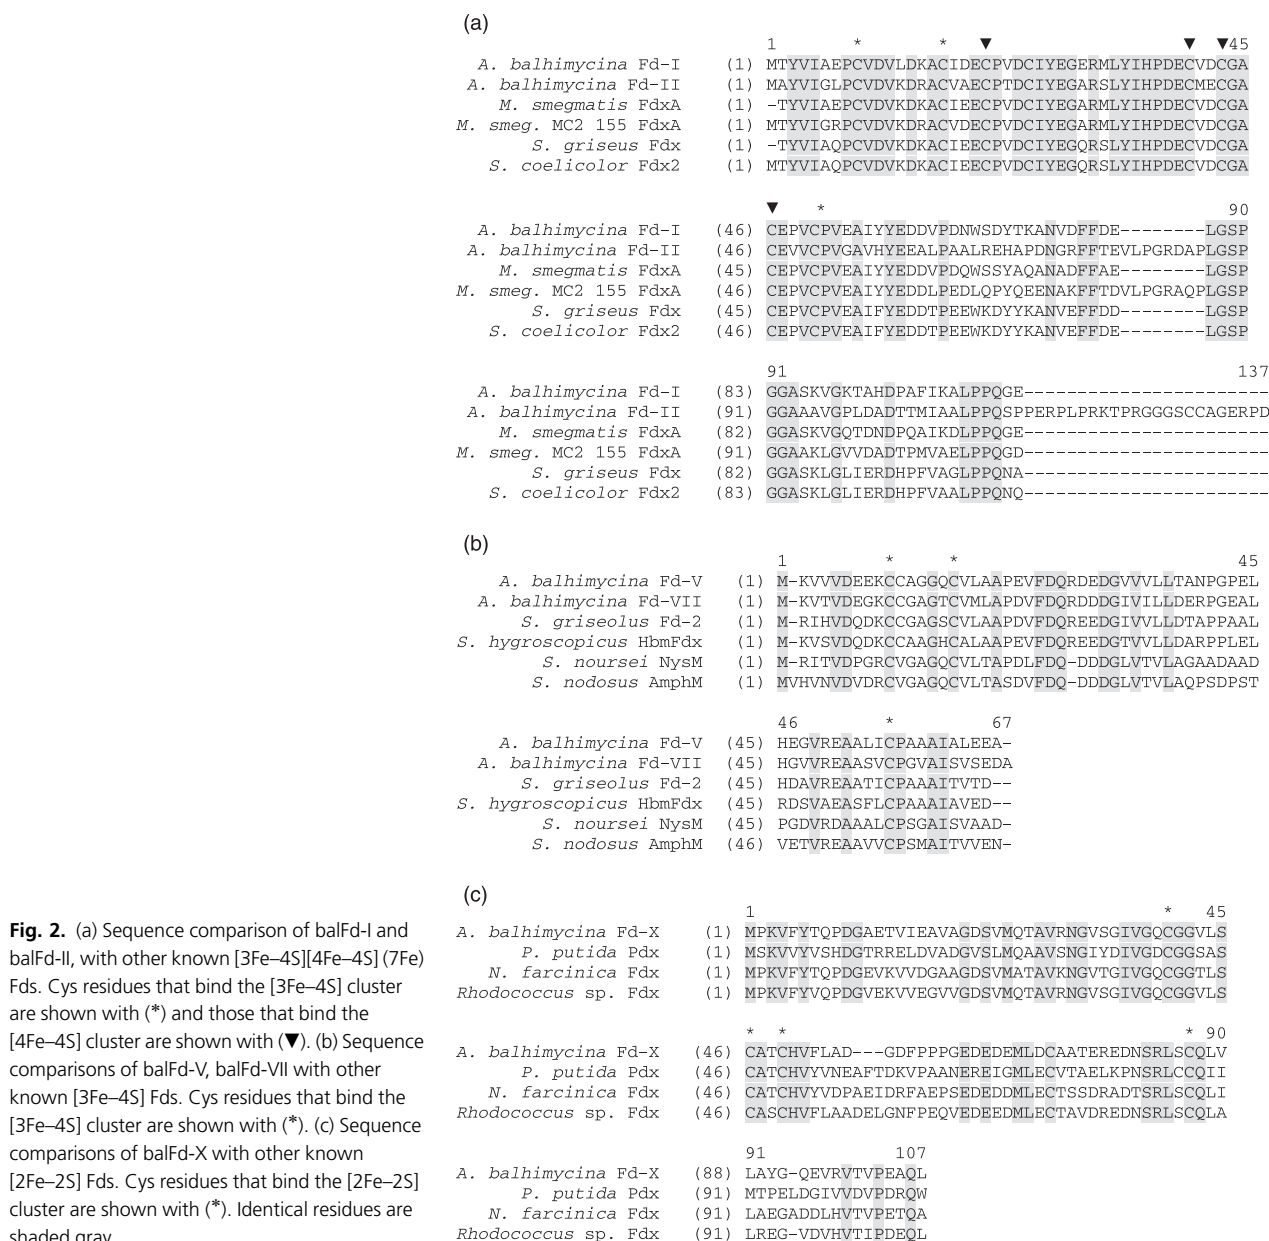 (a)
1 * * ▼ ▼ ▼45
A. balhimycina Fd-I (1) MTYVIAEPCVDVLDKACIDECPVDCIYEGERMLYIHPDECVDCGA
A. balhimycina Fd-II (1) MAYVIGLPCVDVKDRACVAECPTDCIYEGARSLYIHPDECMECGA
M. smegmatis FdxA (1) -TYVIAEPCVDVKDKACIEECPVDCIYEGARMLYIHPDECVDCGA
M. smeg. MC2 155 FdxA (1) MTYVIGRPCVDVKDRACVDECPVDCIYEGARMLYIHPDECVDCGA
S. griseus Fdx (1) -TYVIAQPCVDVKDKACIEECPVDCIYEGQRSLYIHPDECVDCGA
S. coelicolor Fdx2 (1) MTYVIAQPCVDVKDKACIEECPVDCIYEGQRSLYIHPDECVDCGA
▼ * 90
A. balhimycina Fd-I (46) CEPVCPVEAIYYEDDVPDNWSDYTKANVDFFDE--------LGSP
A. balhimycina Fd-II (46) CEVVCPVGAVHYEEALPAALREHAPDNGRFFTEVLPGRDAPLGSP
M. smegmatis FdxA (45) CEPVCPVEAIYYEDDVPDQWSSYAQANADFFAE--------LGSP
M. smeg. MC2 155 FdxA (46) CEPVCPVEAIYYEDDLPEDLQPYQEENAKFFTDVLPGRAQPLGSP
S. griseus Fdx (45) CEPVCPVEAIFYEDDTPEEWKDYYKANVEFFDD--------LGSP
S. coelicolor Fdx2 (46) CEPVCPVEAIFYEDDTPEEWKDYYKANVEFFDD--------LGSP
91 137
A. balhimycina Fd-I (83) GGASKVGKTAHDPAFIKALPPQGE-----------------------
A. balhimycina Fd-II (91) GGAAAVGPLDADTTMIAALPPQSPPERPLPRKTPRGGGSCCAGERPD
M. smegmatis FdxA (82) GGASKVGQTDNDPQAIKDLPPQGE-----------------------
M. smeg. MC2 155 FdxA (91) GGAAKLGVVDADTPMVAELPPQGD-----------------------
S. griseus Fdx (82) GGASKLGLIERDHPFVAGLPPQNA-----------------------
S. coelicolor Fdx2 (83) GGASKLGLIERDHPFVAALPPQNQ-----------------------
(b)
1 * * 45
A. balhimycina Fd-V (1) M-KVVVDEEKCCAGGQCVLAAPEVFDQRDEDGVVVLLTANPGPEL
A. balhimycina Fd-VII (1) M-KVTVDEGKCCGAGTCVMLAPDVFDQRDDDGIVILLDERPGEAL
S. griseolus Fd-2 (1) M-RIHVDQDKCCGAGSCVLAAPDVFDQREEDGIVVLLDTAPPAAL
S. hygroscopicus HbmFdx (1) M-KVSVDQDKCCAAGHCALAAPEVFDQREEDGTVVLLDARPPLEL
S. noursei NysM (1) M-RITVDPGRCVGAGQCVLTAPDLFDQ-DDDGLVTVLAGAADAAD
S. nodosus AmphM (1) MVHVNVDVDRCVGAGQCVLTASDVFDQ-DDDGLVTVLAQPSDPST
46 * 67
A. balhimycina Fd-V (45) HEGVREAALICPAAAIALEEA-
A. balhimycina Fd-VII (45) HGVVREAASVCPGVAISVSEDA
S. griseolus Fd-2 (45) HDAVREAATICPAAAITVTD--
S. hygroscopicus HbmFdx (45) RDSVAEASFLCPAAAIAVED--
S. noursei NysM (45) PGDVRDAAALCPSGAISVAAD-
S. nodosus AmphM (46) VETVREAAVVCPSMAITVVEN-
(c)
1 * 45
A. balhimycina Fd-X (1) MPKVFYTQPDGAETVIEAVAGDSVMQTAVRNGVSGIVGQCGGVLS
P. putida Pdx (1) MSKVVYVSHDGTRRELDVADGVSLMQAAVSNGIYDIVGDCGGSAS
N. farcinica Fdx (1) MPKVFYTQPDGEVKVVDGAAGDSVMATAVKNGVTGIVGQCGGTLS
Rhodococcus sp. Fdx (1) MPKVFYVQPDGVEKVVEGVVGDSVMQTAVRNGVSGIVGQCGGVLS
* * * 90
A. balhimycina Fd-X (46) CATCHVFLAD---GDFPPPGEDEDEMLDCAATEREDNSRLSCQLV
P. putida Pdx (46) CATCHVYVNEAFTDKVPAANEREIGMLECVTAELKPNSRLCCQII
N. farcinica Fdx (46) CATCHVYVDPAEIDRFAEPSEDEDDMLECTSSDRADTSRLSCQLI
Rhodococcus sp. Fdx (46) CASCHVFLAADELGNFPEQVEDEEDMLECTAVDREDNSRLSCQLA
91 107
A. balhimycina Fd-X (88) LAYG-QEVRVTVPEAQL
P. putida Pdx (91) MTPELDGIVVDVPDRQW
N. farcinica Fdx (91) LAEGADDLHVTVPETQA
Rhodococcus sp. Fdx (91) LREG-VDVHVTIPDEQL
Fig. 2. (a) Sequence comparison of balFd-I and
balFd-II, with other known [3Fe–4S][4Fe–4S] (7Fe)
Fds. Cys residues that bind the [3Fe–4S] cluster
are shown with (*) and those that bind the
[4Fe–4S] cluster are shown with (▼). (b) Sequence
comparisons of balFd-V, balFd-VII with other
known [3Fe–4S] Fds. Cys residues that bind the
[3Fe–4S] cluster are shown with (*). (c) Sequence
comparisons of balFd-X with other known
[2Fe–2S] Fds. Cys residues that bind the [2Fe–2S]
cluster are shown with (*). Identical residues are
shaded gray